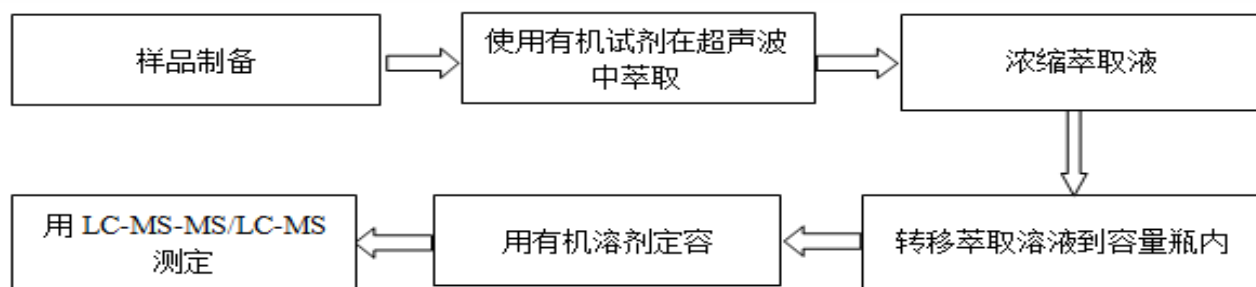 样品制备
使用有机试剂在超声波
中萃取
浓缩萃取液
转移萃取溶液到容量瓶内
用有机溶剂定容
用 LC-MS-MS/LC-MS
测定